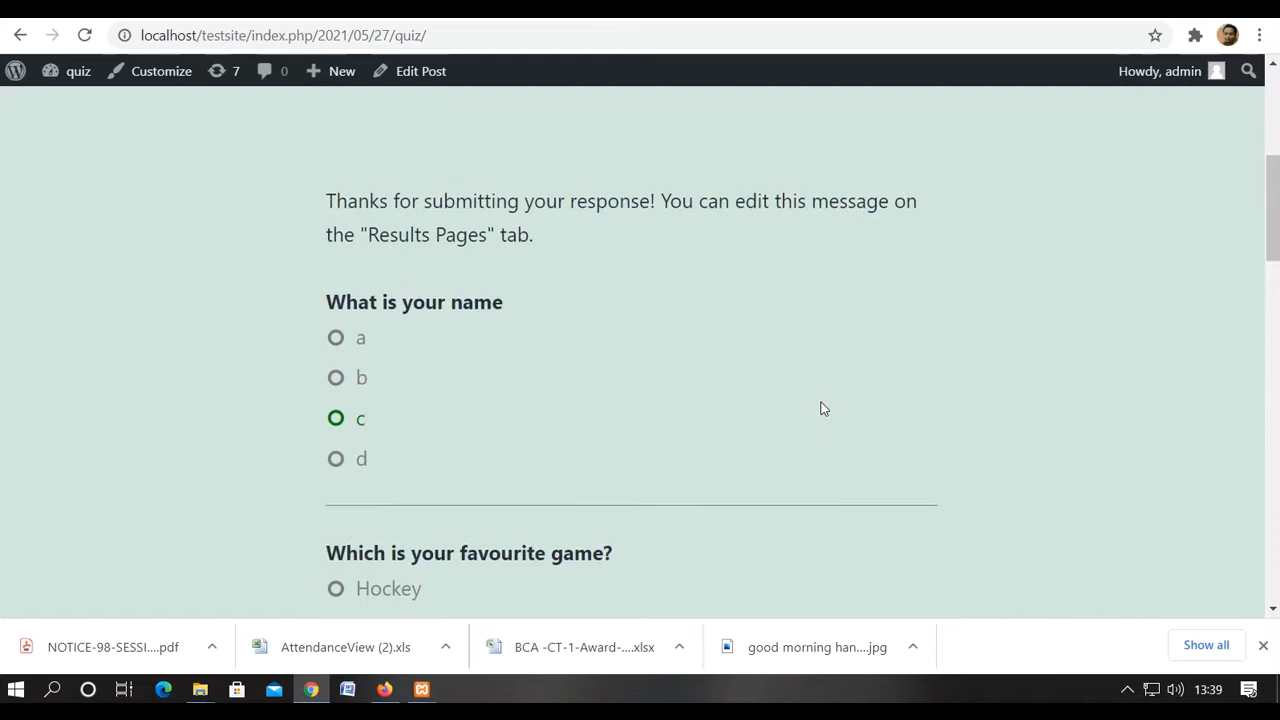 localhost/testsite/index.php/2021/05/27/quiz/
quiz Customize 7 0 New Edit Post Howdy, admin
Thanks for submitting your response! You can edit this message on
the "Results Pages" tab.
What is your name
a
b
c
d
Which is your favourite game?
Hockey
NOTICE-98-SESSI....pdf AttendanceView (2).xls BCA -CT-1-Award-....xlsx good morning han....jpg Show all
13:39